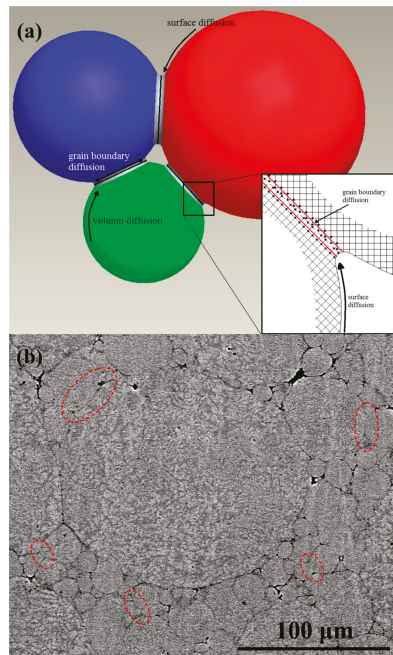 (a)
surface diffusion
grain boundary
diffusion
volumn diffusion
grain boundary
diffusion
surface
diffusion
(b)
100 µm